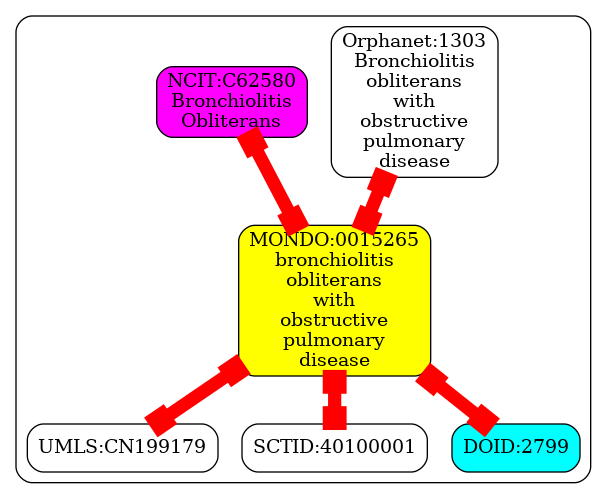 NCIT:C62580
Bronchiolitis
Obliterans
Orphanet:1303
Bronchiolitis
obliterans
with
obstructive
pulmonary
disease
MONDO:0015265
bronchiolitis
obliterans
with
obstructive
pulmonary
disease
UMLS:CN199179
SCTID:40100001
DOID:2799